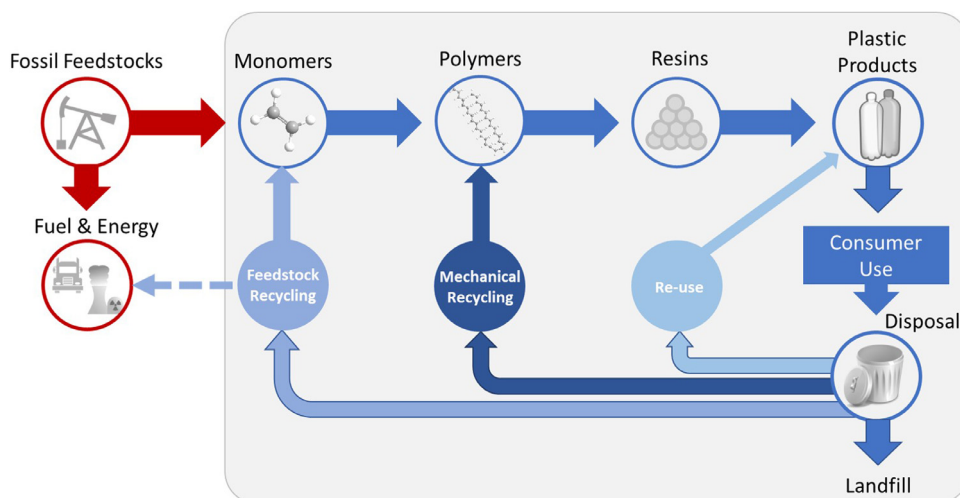 Fossil Feedstocks
Monomers
Polymers
Resins
Plastic
Products
Fuel & Energy
Feedstock
Recycling
Mechanical
Recycling
Re-use
Consumer
Use
Disposal
Landfill